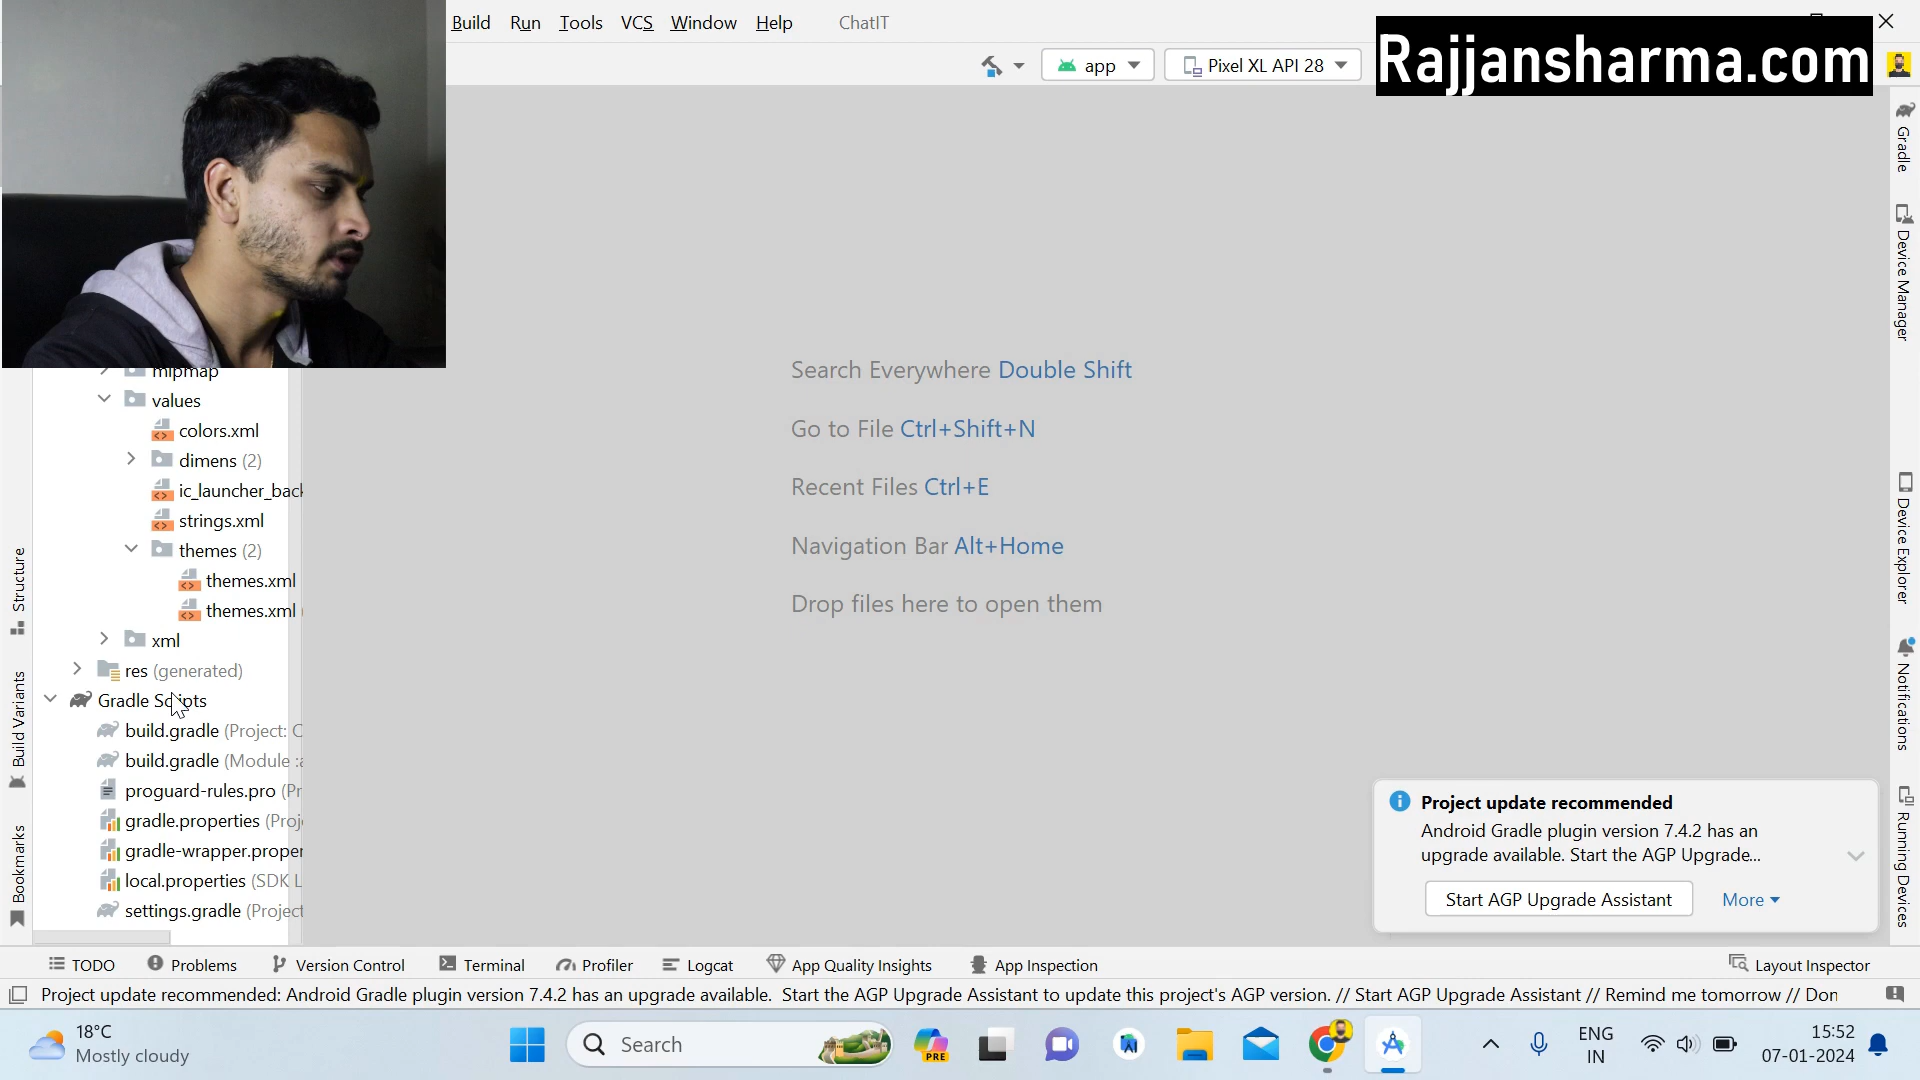 Build Run Tools VCS Window Help ChatIT
Rajjansharma.com
app Pixel XL API 28
Gradle
Device Manager
Search Everywhere Double Shift
Go to File Ctrl+Shift+N
Recent Files Ctrl+E
Navigation Bar Alt+Home
Drop files here to open them
mipmap
values
colors.xml
dimens (2)
ic_launcher_back
strings.xml
themes (2)
themes.xml
themes.xml (
xml
res (generated)
Gradle Scripts
build.gradle (Project: C
build.gradle (Module :a
proguard-rules.pro (Pr
gradle.properties (Proj
gradle-wrapper.proper
local.properties (SDK L
settings.gradle (Project
Structure
Build Variants
Bookmarks
Device Explorer
Notifications
Running Devices
Project update recommended
Android Gradle plugin version 7.4.2 has an
upgrade available. Start the AGP Upgrade...
Start AGP Upgrade Assistant More
TODO Problems Version Control Terminal Profiler Logcat App Quality Insights App Inspection Layout Inspector
Project update recommended: Android Gradle plugin version 7.4.2 has an upgrade available. Start the AGP Upgrade Assistant to update this project's AGP version. // Start AGP Upgrade Assistant // Remind me tomorrow // Don
18°C
Mostly cloudy
Search
PRE
ENG
IN
15:52
07-01-2024